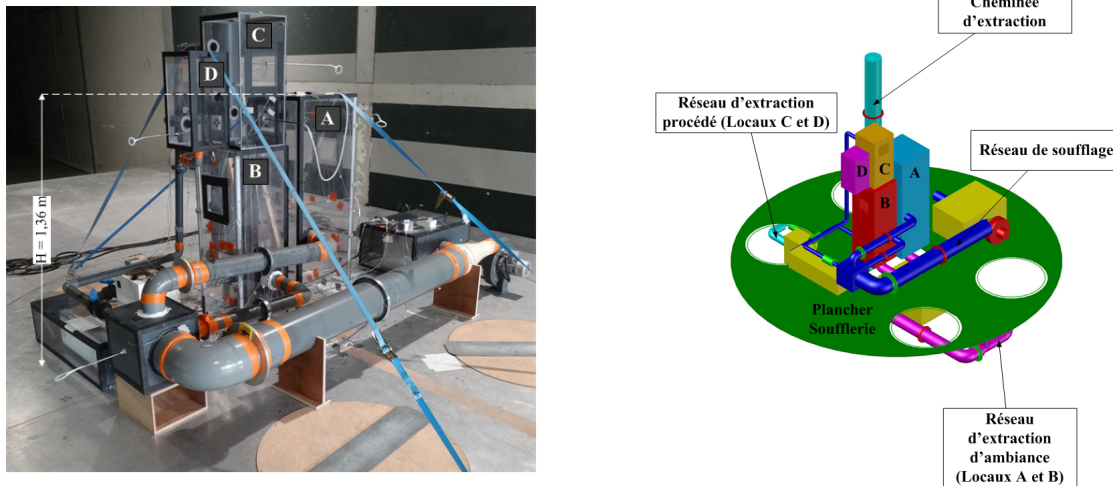 C
D
A
B
H = 1,36 m
Cheminée
d'extraction
Réseau d'extraction
procédé (Locaux C et D)
Réseau de soufflage
D
C
A
B
Plancher
Soufflerie
Réseau
d'extraction
d'ambiance
(Locaux A et B)